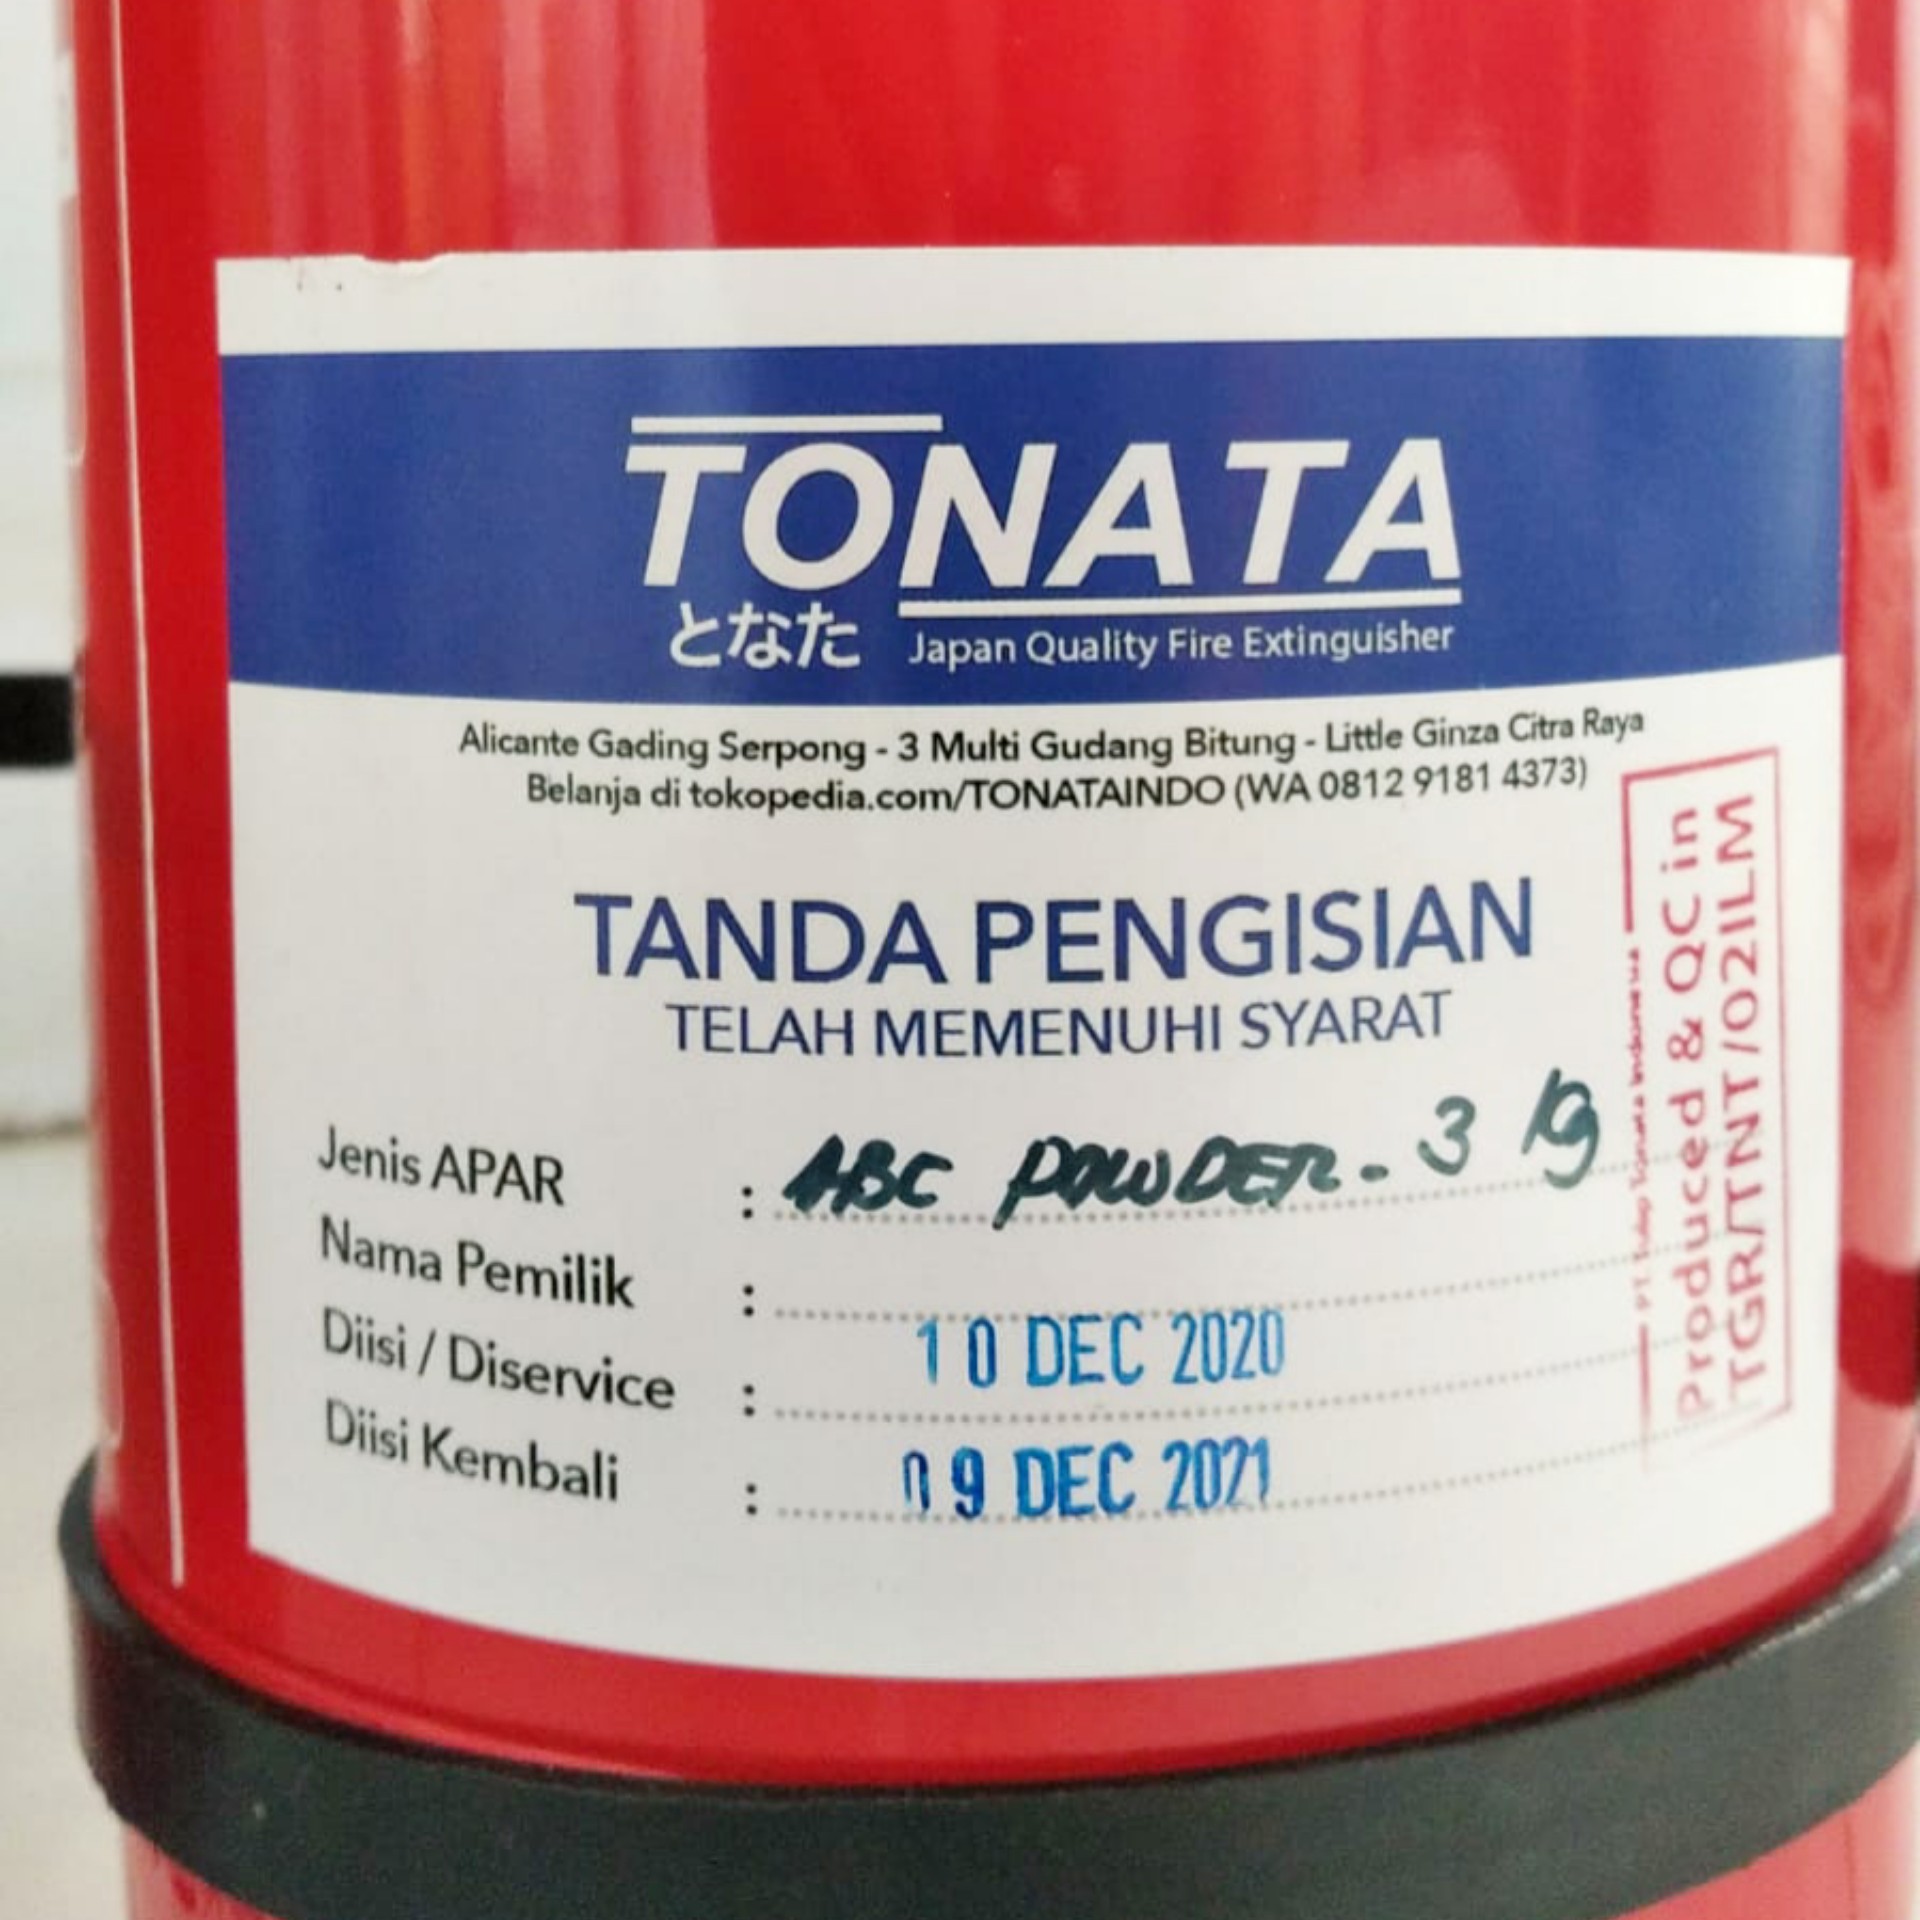 TONATA
となた Japan Quality Fire Extinguisher
Alicante Gading Serpong - 3 Multi Gudang Bitung - Little Ginza Citra Raya
Belanja di tokopedia.com/TONATAINDO (WA 0812 9181 4373)
TANDA PENGISIAN
TELAH MEMENUHI SYARAT
Jenis APAR : ABC POWDER - 3 kg
Nama Pemilik :
Diisi / Diservice : 10 DEC 2020
Diisi Kembali : 09 DEC 2021
PT. Tonata Indonesia
Produced & QC in
TGR/TNT/02ILM